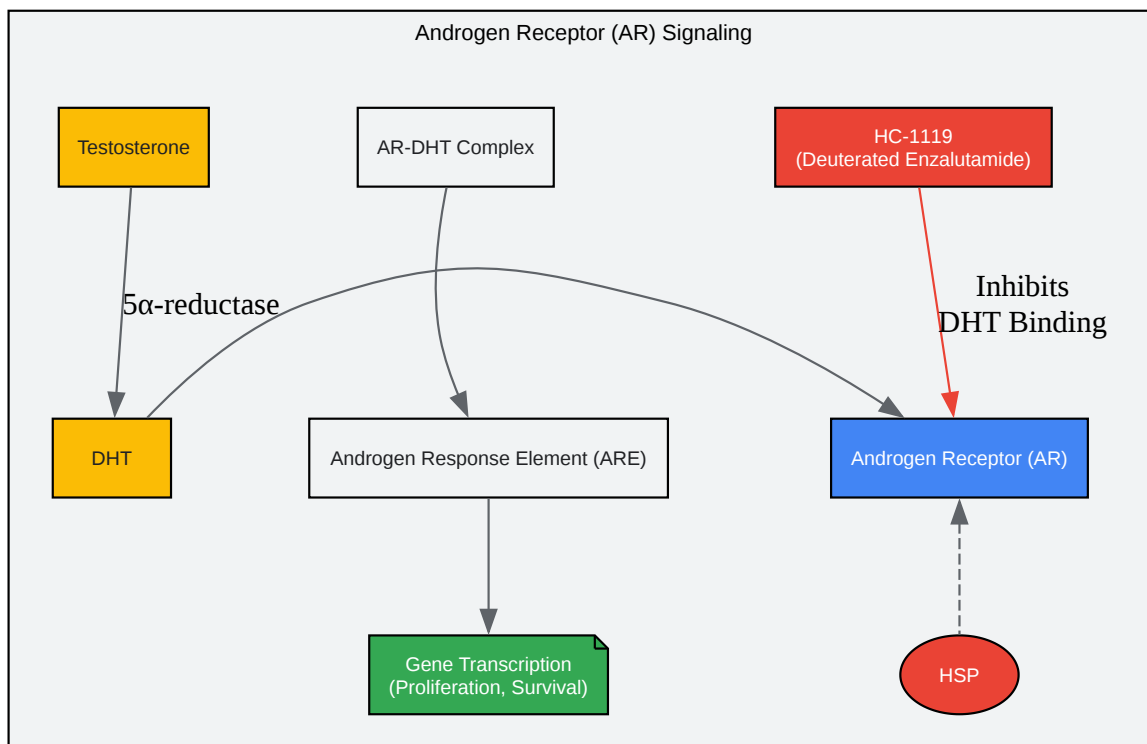 Androgen Receptor (AR) Signaling
Testosterone
AR-DHT Complex
HC-1119
(Deuterated Enzalutamide)
5α-reductase
Inhibits
DHT Binding
DHT
Androgen Response Element (ARE)
Androgen Receptor (AR)
Gene Transcription
(Proliferation, Survival)
HSP